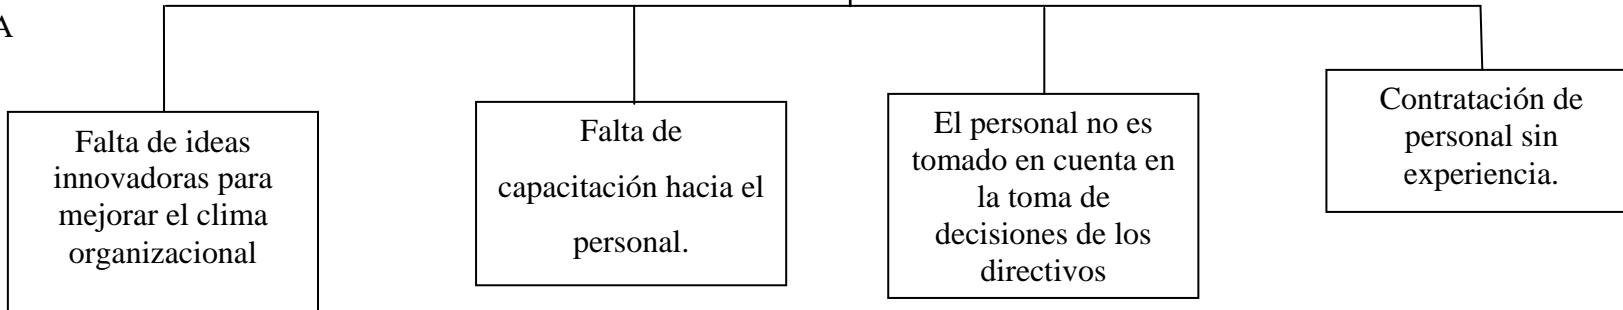 A
Falta de ideas
innovadoras para
mejorar el clima
organizacional
Falta de
capacitación hacia el
personal.
El personal no es
tomado en cuenta en
la toma de
decisiones de los
directivos
Contratación de
personal sin
experiencia.